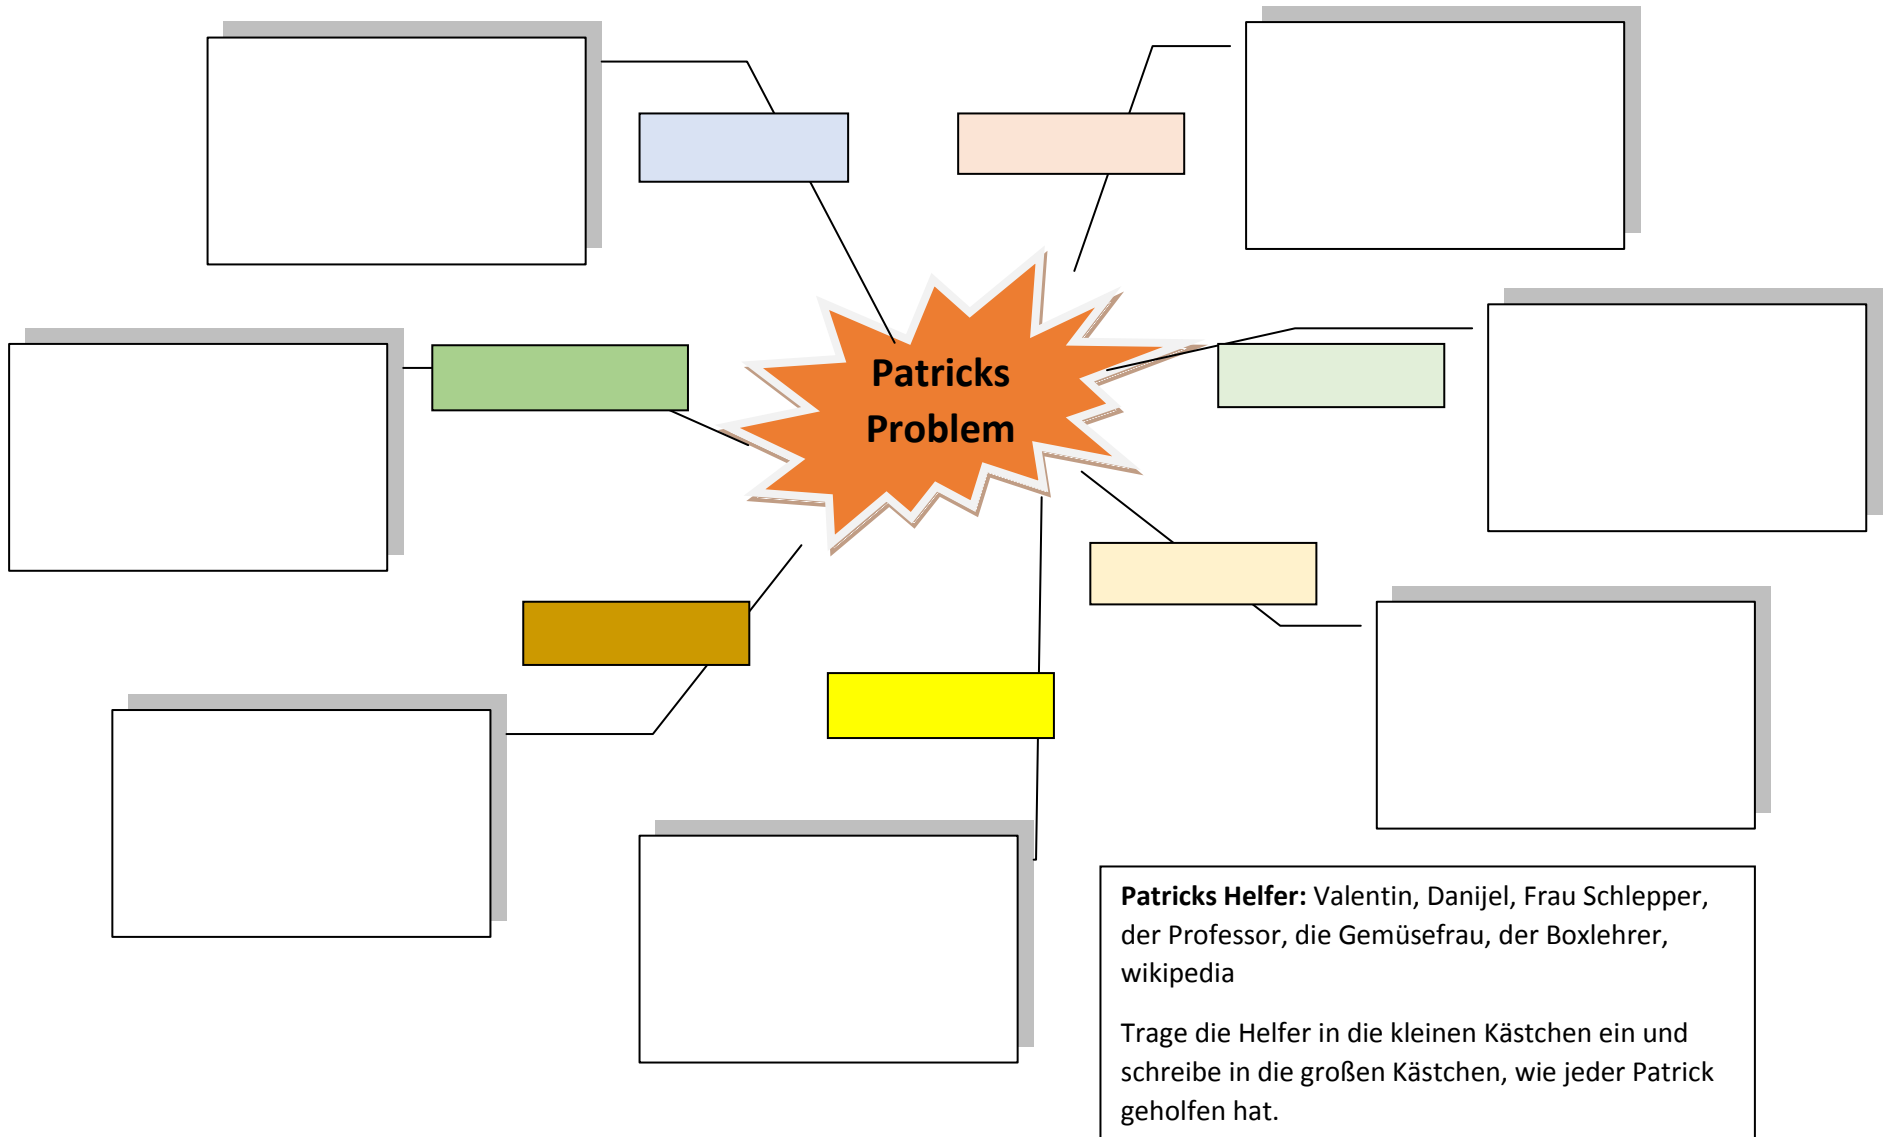 Patricks
Problem
Patricks Helfer: Valentin, Danijel, Frau Schlepper,
der Professor, die Gemüsefrau, der Boxlehrer,
wikipedia
Trage die Helfer in die kleinen Kästchen ein und
schreibe in die großen Kästchen, wie jeder Patrick
geholfen hat.